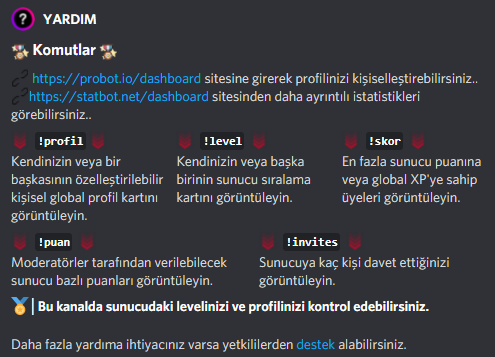 YARDIM
Komutlar
https://probot.io/dashboard sitesine girerek profilinizi kişiselleştirebilirsiniz..
https://statbot.net/dashboard sitesinden daha ayrıntılı istatistikleri
görebilirsiniz..
!profil
Kendinizin veya bir
başkasının özelleştirilebilir
kişisel global profil kartını
görüntüleyin.
!level
Kendinizin veya başka
birinin sunucu sıralama
kartını görüntüleyin.
!skor
En fazla sunucu puanına
veya global XP'ye sahip
üyeleri görüntüleyin.
!puan
Moderatörler tarafından verilebilecek
sunucu bazlı puanları görüntüleyin.
!invites
Sunucuya kaç kişi davet ettiğinizi
görüntüleyin.
| Bu kanalda sunucudaki levelinizi ve profilinizi kontrol edebilirsiniz.
Daha fazla yardıma ihtiyacınız varsa yetkililerden destek alabilirsiniz.